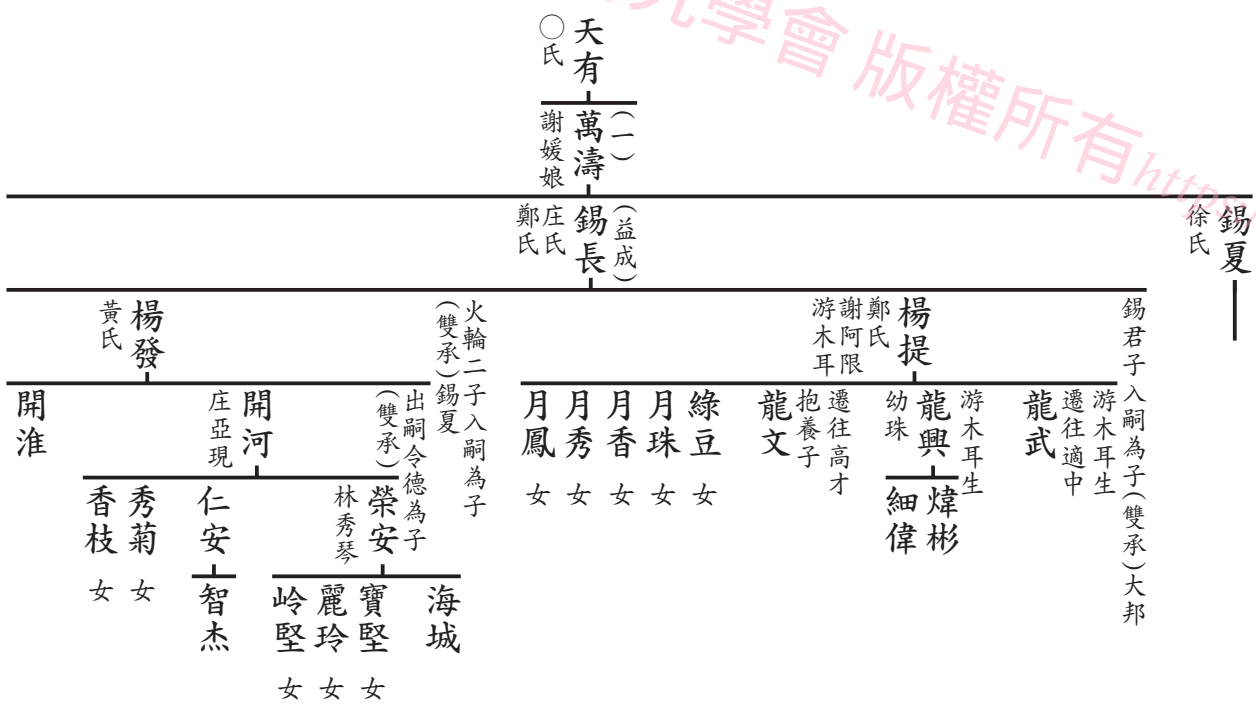 究學會 版權所有https:/
天有
○氏
(一)
萬濤
謝媛娘
錫夏
徐氏
(益成)
錫長
庄氏
鄭氏
錫君子入嗣為子(雙承)大邦
楊提
鄭氏
謝阿限
游木耳
火輪二子入嗣為子
(雙承)錫夏
楊發
黃氏
游木耳生
遷往適中
龍武
游木耳生
龍興
幼珠
遷往高才
抱養子
龍文
綠豆 女
月珠 女
月香 女
月秀 女
月鳳 女
出嗣令德為子
(雙承)
開河
庄亞現
開淮
煒彬
細偉
榮安
林秀琴
仁安
秀菊 女
香枝 女
海城
寶堅 女
麗玲 女
岭堅 女
智杰